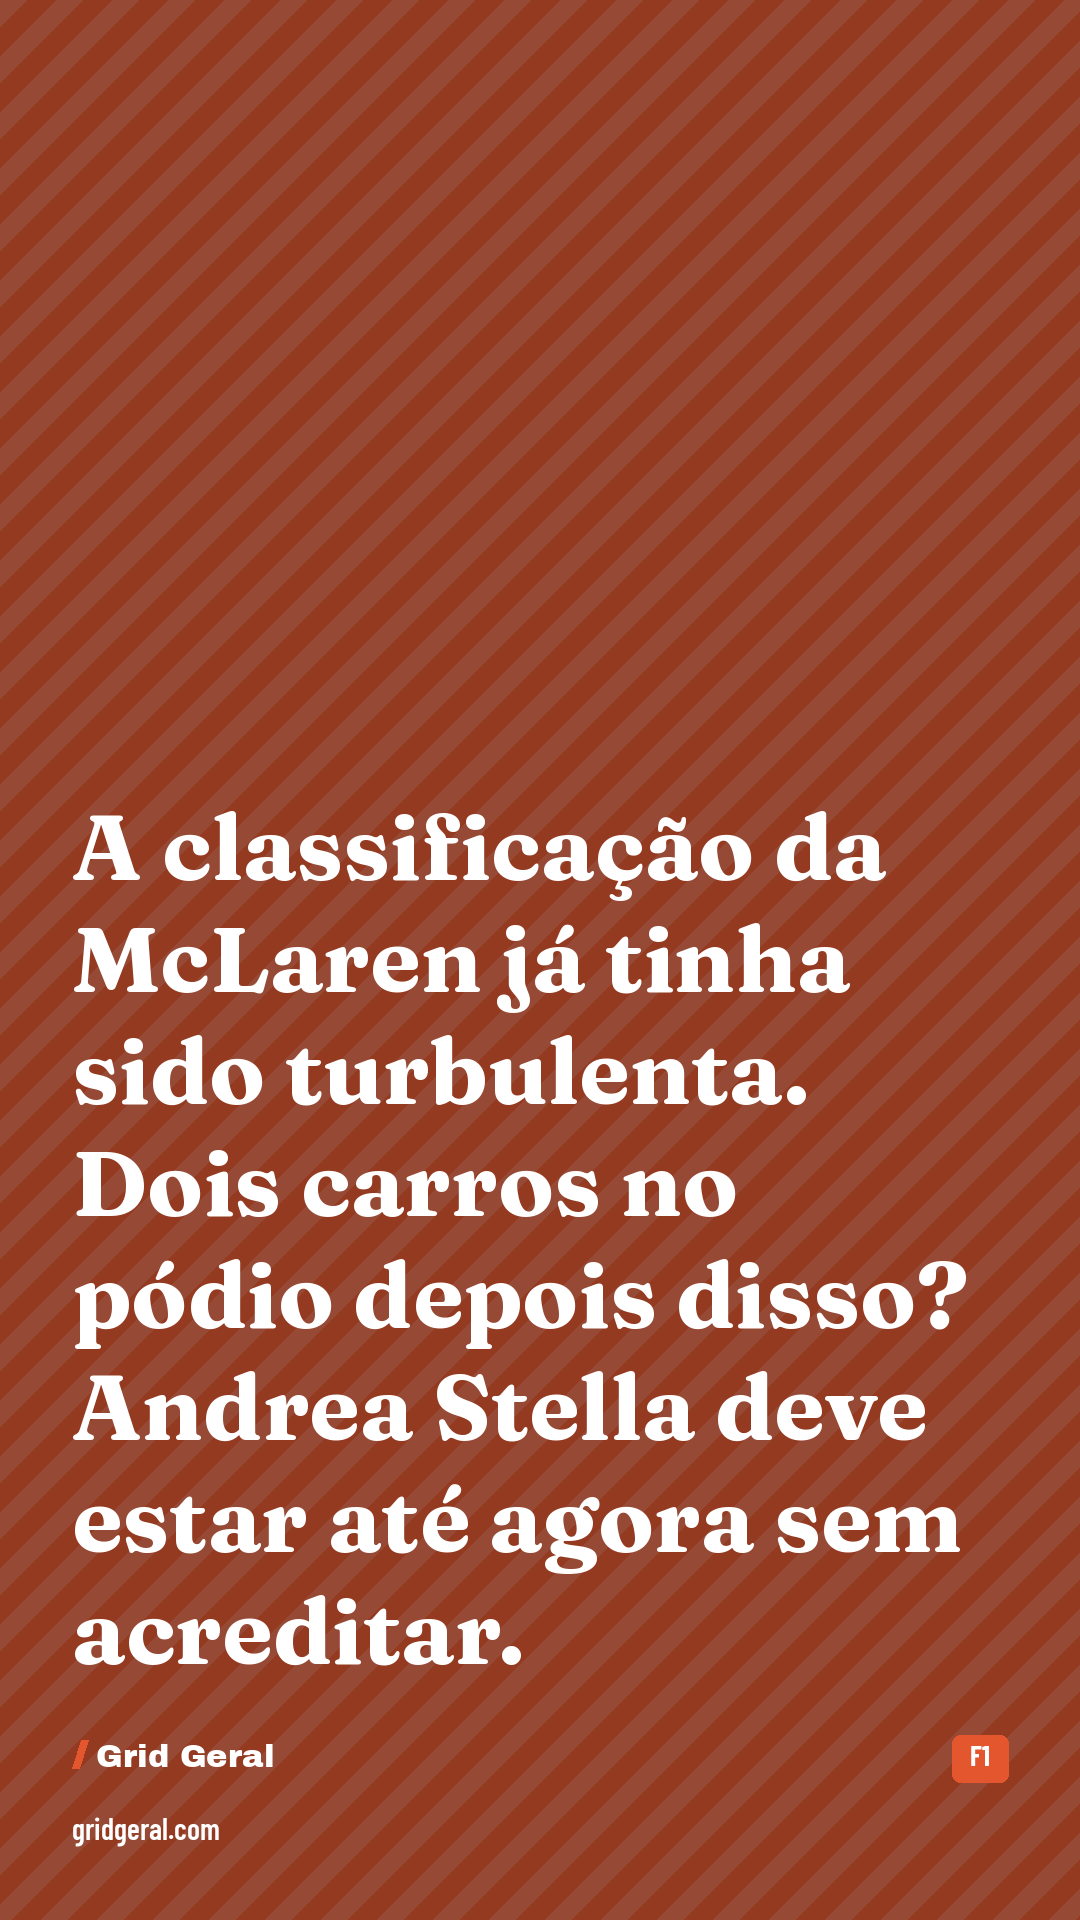 A classificação da
McLaren já tinha
sido turbulenta.
Dois carros no
pódio depois disso?
Andrea Stella deve
estar até agora sem
acreditar.
/ Grid Geral
F1
gridgeral.com